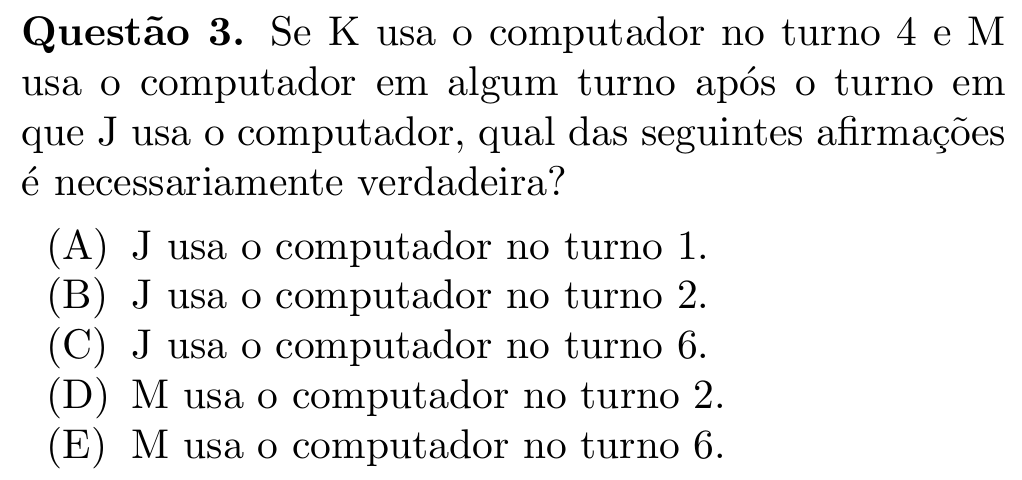 Questão 3. Se K usa o computador no turno 4 e M
usa o computador em algum turno após o turno em
que J usa o computador, qual das seguintes afirmações
é necessariamente verdadeira?
(A) J usa o computador no turno 1.
(B) J usa o computador no turno 2.
(C) J usa o computador no turno 6.
(D) M usa o computador no turno 2.
(E) M usa o computador no turno 6.